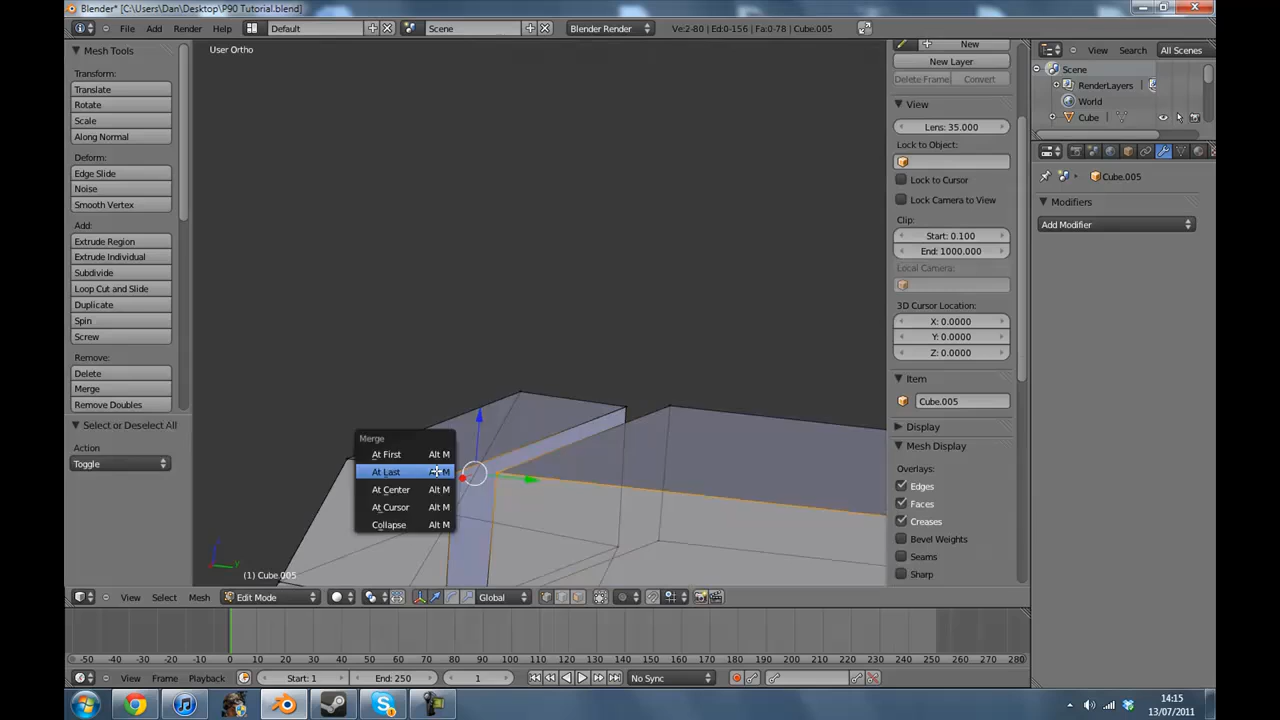 Blender* [C:\Users\Dan\Desktop\P90 Tutorial.blend]
File Add Render Help Default Scene Blender Render Ve:2-80 | Ed:0-156 | Fa:0-78 | Cube.005
View Search All Scenes
Mesh Tools
Transform:
Translate
Rotate
Scale
Along Normal
Deform:
Edge Slide
Noise
Smooth Vertex
Add:
Extrude Region
Extrude Individual
Subdivide
Loop Cut and Slide
Duplicate
Spin
Screw
Remove:
Delete
Merge
Remove Doubles
Select or Deselect All
Action
Toggle
User Ortho
Merge
At First Alt M
At Last M
At Center Alt M
At Cursor Alt M
Collapse Alt M
z
y
(1) Cube.005
New
New Layer
Delete Frame Convert
View
Lens: 35.000
Lock to Object:
Lock to Cursor
Lock Camera to View
Clip:
Start: 0.100
End: 1000.000
Local Camera:
3D Cursor Location:
X: 0.0000
Y: 0.0000
Z: 0.0000
Item
Cube.005
Display
Mesh Display
Overlays:
Edges
Faces
Creases
Bevel Weights
Seams
Sharp
Scene
RenderLayers
World
Cube
Cube.005
Modifiers
Add Modifier
View Select Mesh Edit Mode Global
-50 -40 -30 -20 -10 0 10 20 30 40 50 60 70 80 90 100 110 120 130 140 150 160 170 180 190 200 210 220 230 240 250 260 270 280
View Frame Playback Start: 1 End: 250 1 No Sync
14:15
13/07/2011